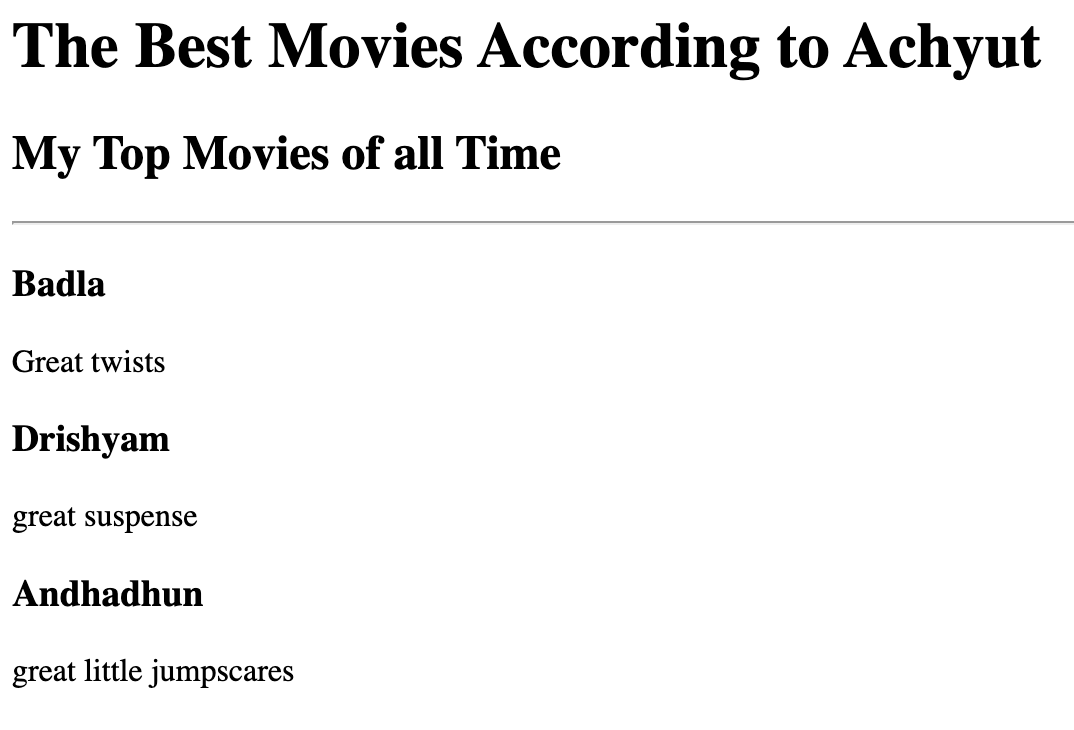 The Best Movies According to Achyut
My Top Movies of all Time
Badla
Great twists
Drishyam
great suspense
Andhadhun
great little jumpscares